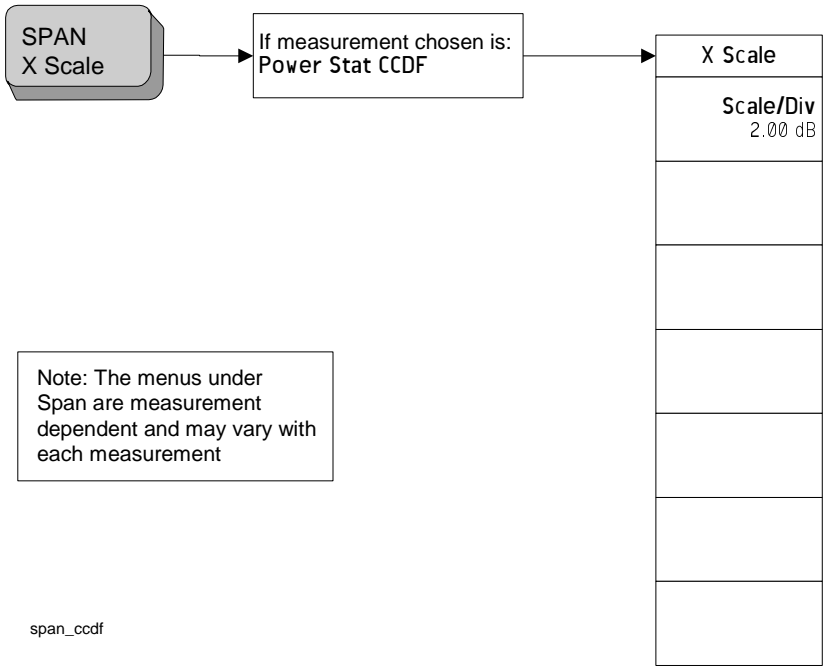 SPAN
X Scale
If measurement chosen is:
Power Stat CCDF
X Scale
Scale/Div
2.00 dB
Note: The menus under
Span are measurement
dependent and may vary with
each measurement
span_ccdf